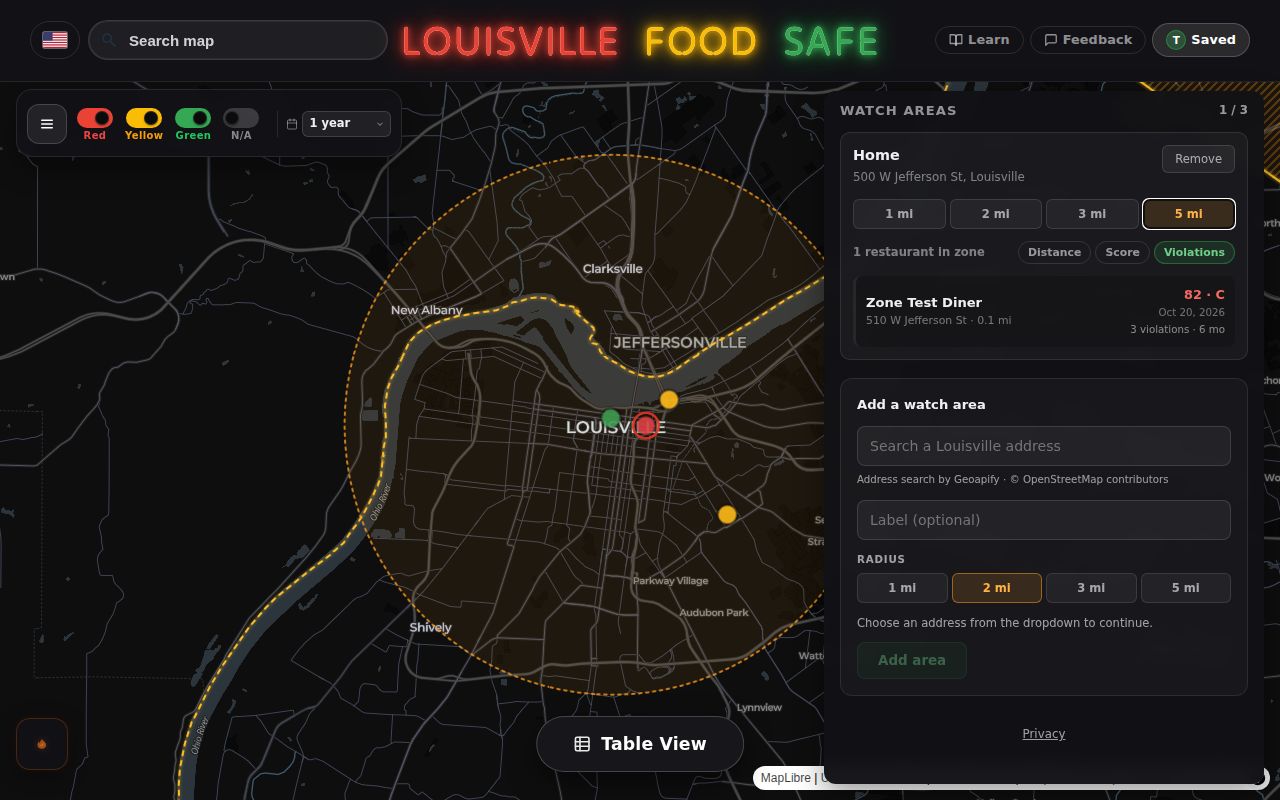 Search map
LOUISVILLE FOOD SAFE
Learn
Feedback
T Saved
Red
Yellow
Green
N/A
1 year
WATCH AREAS
1 / 3
Home
Remove
500 W Jefferson St, Louisville
1 mi
2 mi
3 mi
5 mi
1 restaurant in zone
Distance
Score
Violations
Zone Test Diner
510 W Jefferson St · 0.1 mi
82 · C
Oct 20, 2026
3 violations · 6 mo
Add a watch area
Search a Louisville address
Address search by Geoapify · © OpenStreetMap contributors
Label (optional)
RADIUS
1 mi
2 mi
3 mi
5 mi
Choose an address from the dropdown to continue.
Add area
Privacy
Clarksville
New Albany
JEFFERSONVILLE
LOUISVILLE
Ohio River
Parkway Village
Audubon Park
Shively
Lynnview
Ohio River
Table View
MapLibre |